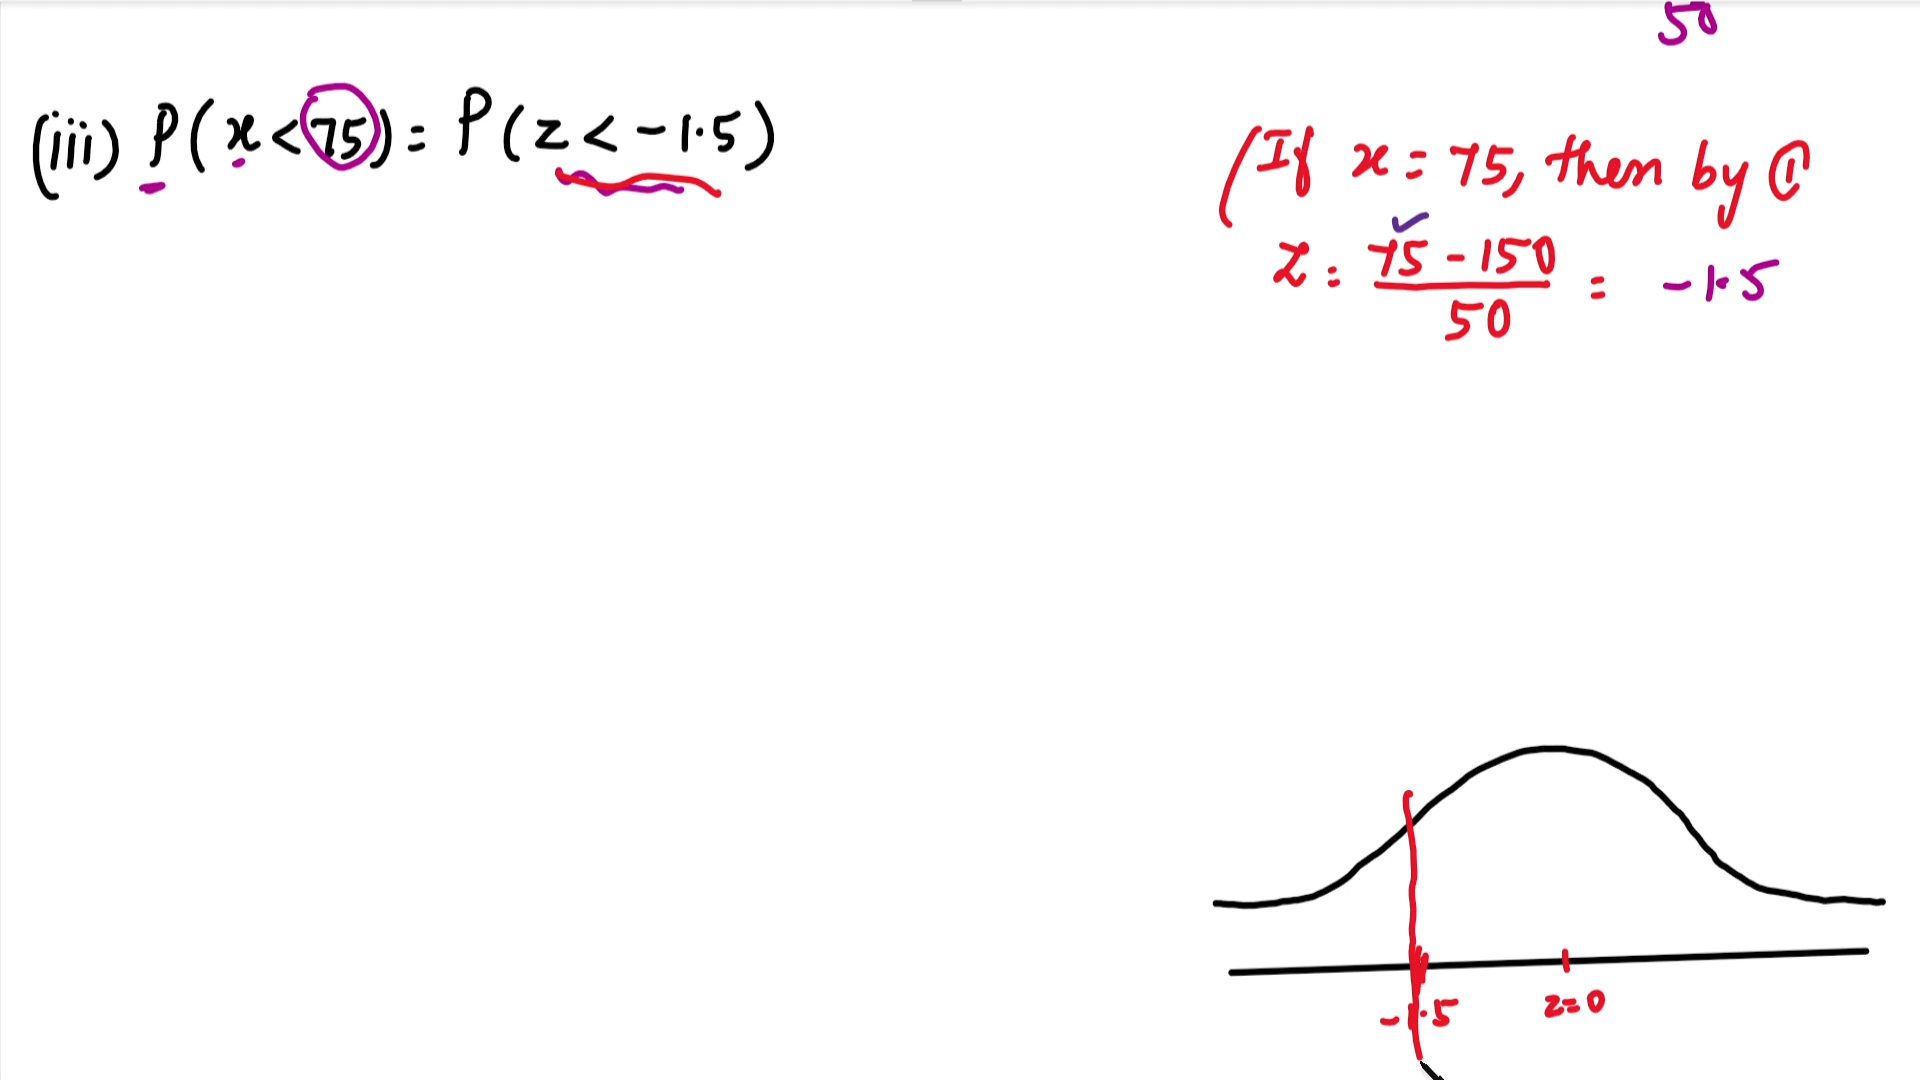 50
(iii) P(x<75) = P(z<-1.5)
(If x = 75, then by ①
z = 75-150
50
= -1.5
-1.5
z=0